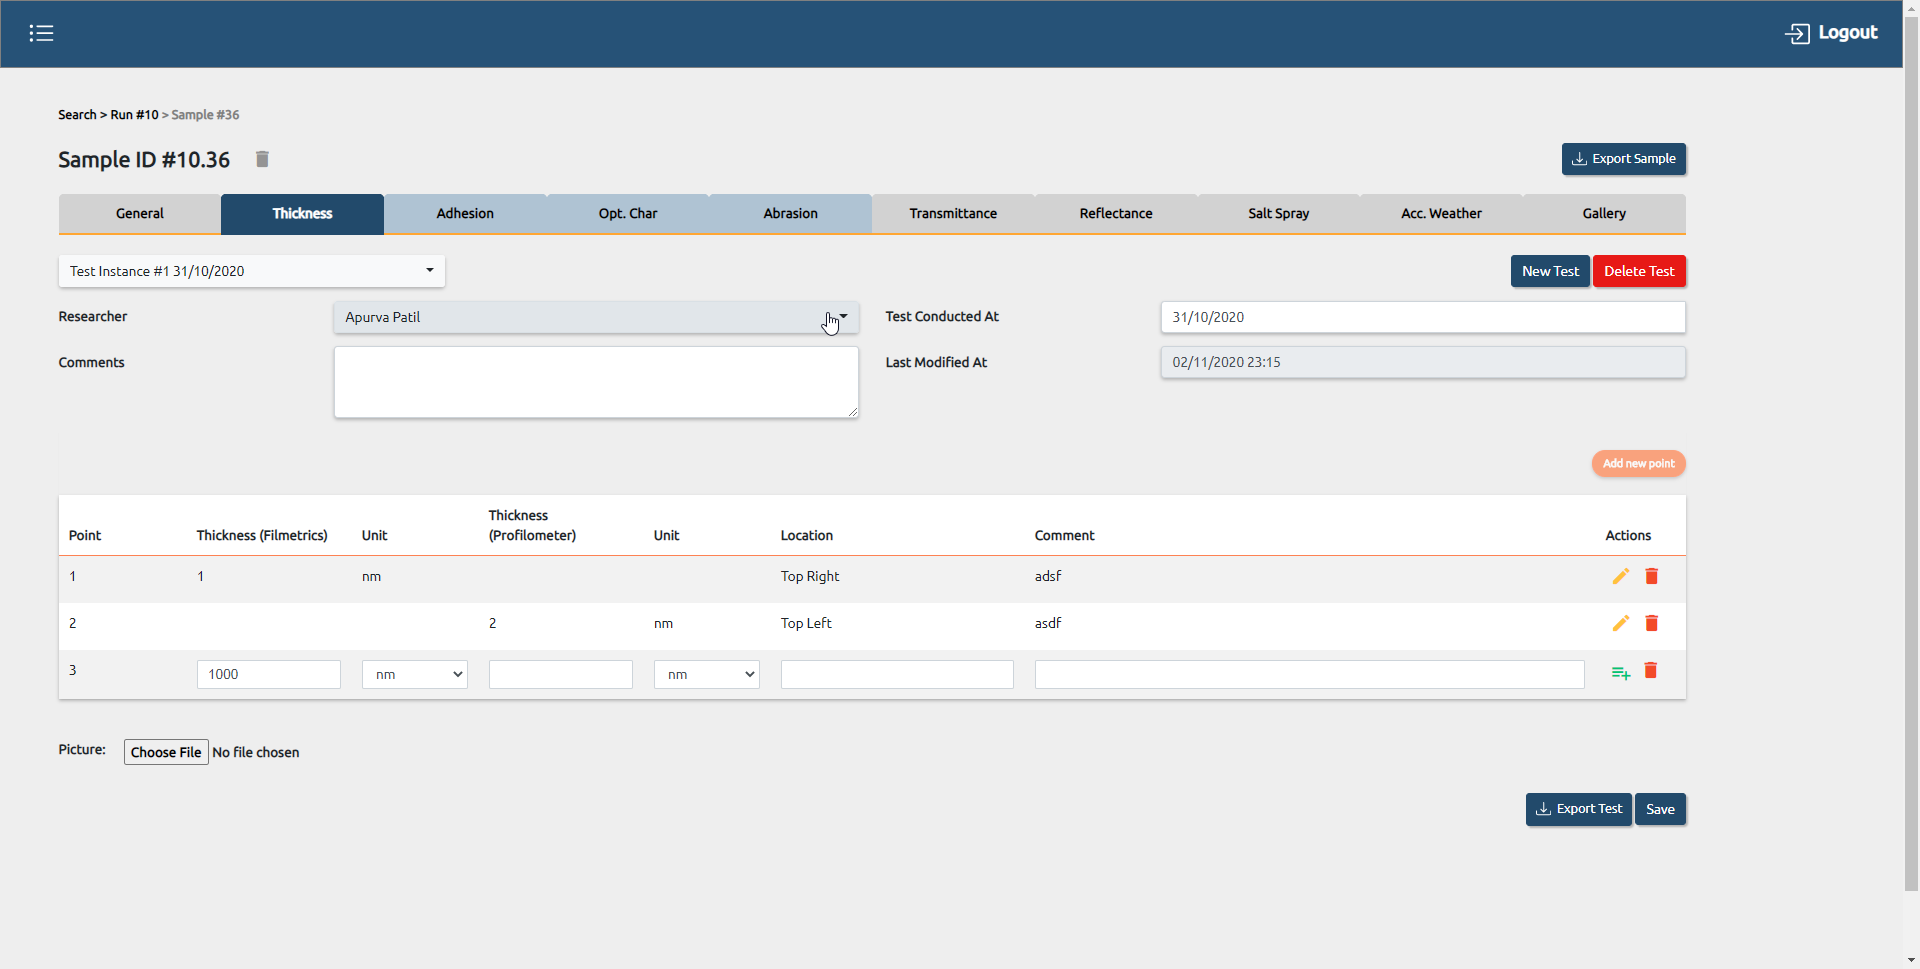 Logout
Search > Run #10 > Sample #36
Sample ID #10.36
Export Sample
General Thickness Adhesion Opt. Char Abrasion Transmittance Reflectance Salt Spray Acc. Weather Gallery
Test Instance #1 31/10/2020
New Test Delete Test
Researcher Apurva Patil Test Conducted At 31/10/2020
Comments Last Modified At 02/11/2020 23:15
Add new point
Point Thickness (Filmetrics) Unit Thickness (Profilometer) Unit Location Comment Actions
1 1 nm Top Right adsf
2 2 nm Top Left asdf
3 1000 nm nm
Picture: Choose File No file chosen
Export Test Save